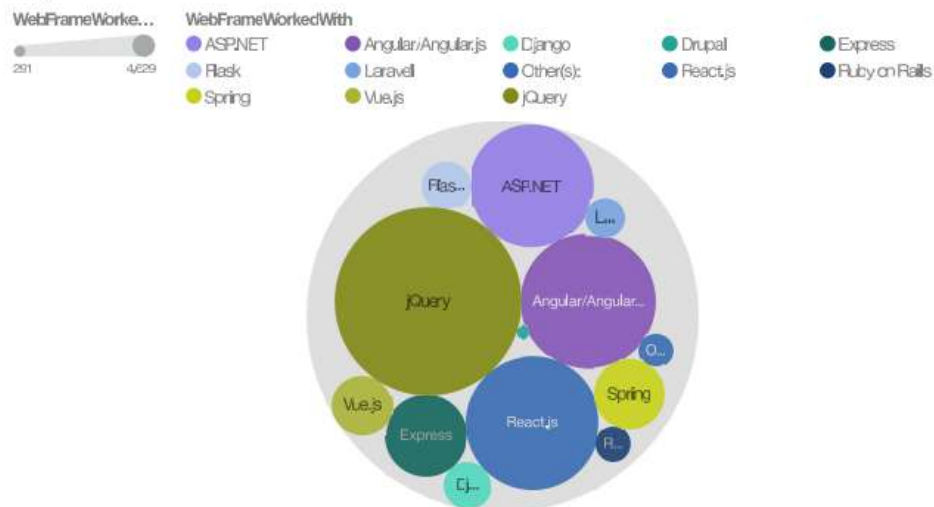 WebFrameWorke... WebFrameWorkedWith
ASP.NET Angular/Angular.js Django Drupal Express
291 4,629
Flask Laravel Other(s): React.js Ruby on Rails
Spring Vue.js jQuery
Flas... ASP.NET
L...
jQuery Angular/Angular...
O...
Vue.js Spring
Express React.js
R...
Dj...